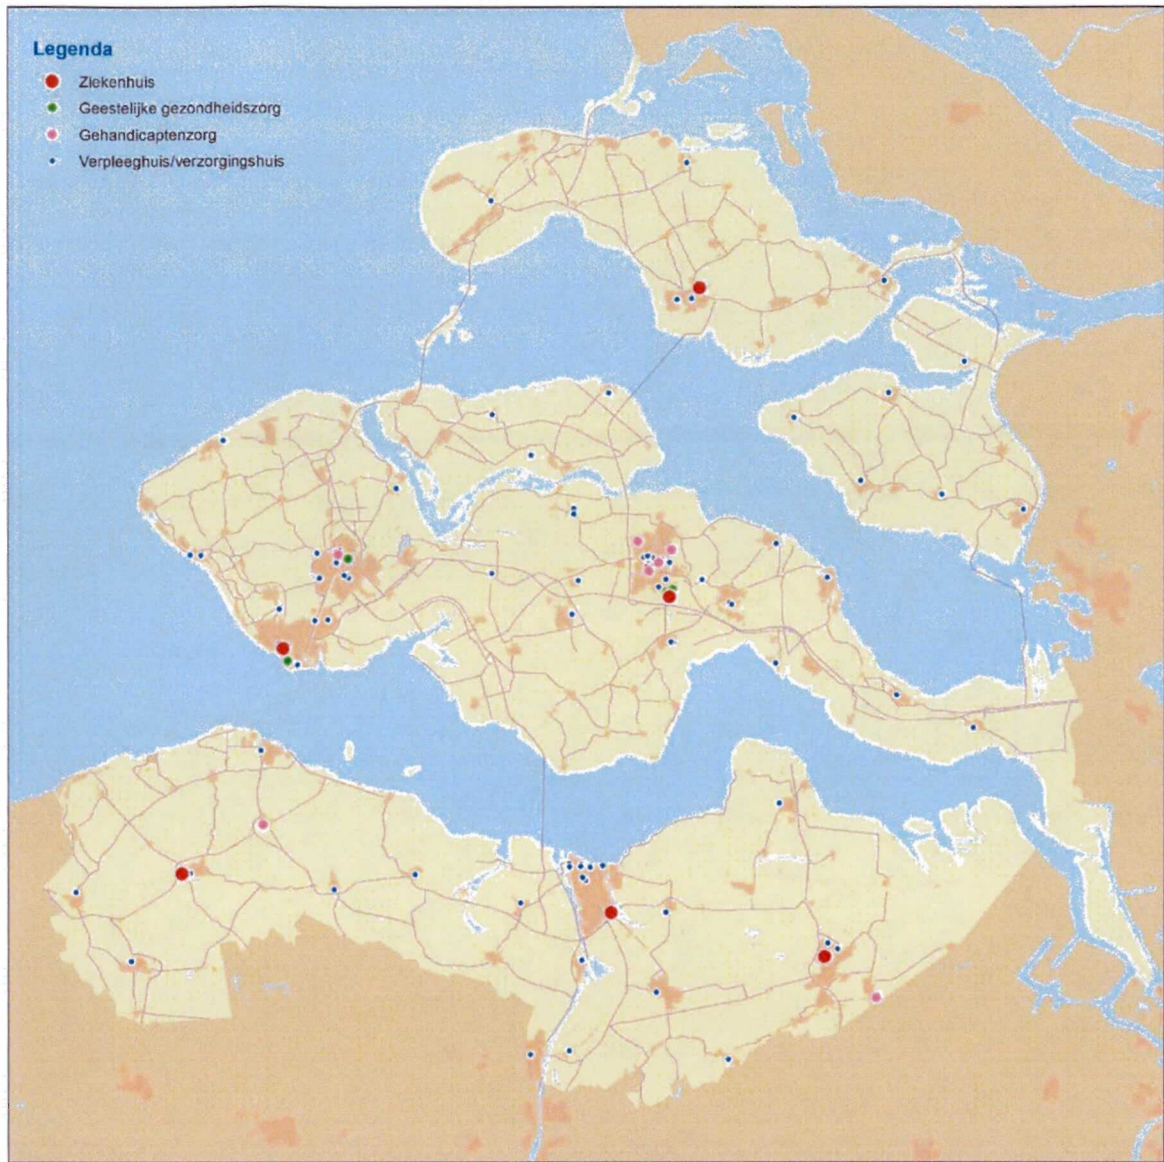 Legenda
Ziekenhuis
Geestelijke gezondheidszorg
Gehandicaptenzorg
Verpleeghuis/verzorgingshuis